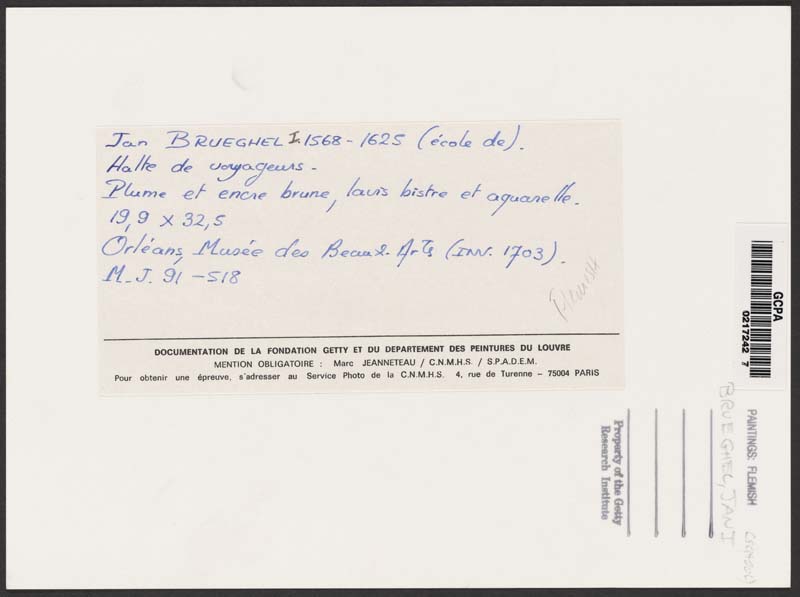 Jan BRUEGHEL I. 1568-1625 (école de).
Halte de voyageurs.
Plume et encre brune, lavis bistre et aquarelle.
19,9 x 32,5
Orléans, Musée des Beaux-Arts (INV. 1703).
M.J. 91-518
Flemish
DOCUMENTATION DE LA FONDATION GETTY ET DU DEPARTEMENT DES PEINTURES DU LOUVRE
MENTION OBLIGATOIRE : Marc JEANNETEAU / C.N.M.H.S. / S.P.A.D.E.M.
Pour obtenir une épreuve, s'adresser au Service Photo de la C.N.M.H.S. 4, rue de Turenne – 75004 PARIS
GCPA
0217242 7
PAINTINGS: FLEMISH
BRUEGHEL, JAN I
Property of the Getty
Research Institute